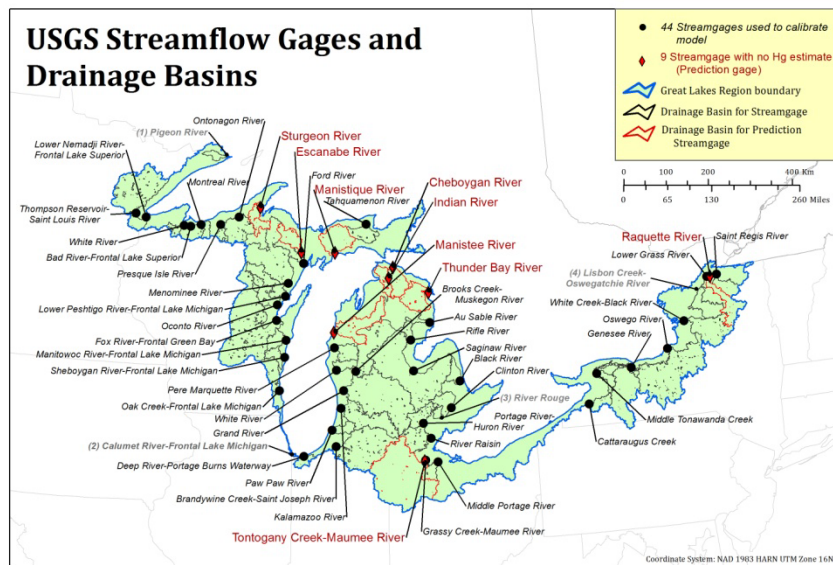 USGS Streamflow Gages and
Drainage Basins
44 Streamgages used to calibrate
model
9 Streamgage with no Hg estimate
(Prediction gage)
Great Lakes Region boundary
Drainage Basin for Streamgage
Drainage Basin for Prediction
Streamgage
0 200 400 Km
0 65 130 260 Miles
Ontonagon River
(1) Pigeon River
Sturgeon River
Lower Nemadji River-
Frontal Lake Superior
Escanabe River
Ford River
Montreal River
Manistique River
Cheboygan River
Tahquamenon River
Indian River
Thompson Reservoir-
Saint Louis River
White River
Bad River-Frontal Lake Superior
Presque Isle River
Manistee River
Raquette River
Saint Regis River
Lower Grass River
Thunder Bay River
(4) Lisbon Creek-
Oswegatchie River
Menominee River
Brooks Creek-
Muskegon River
Lower Peshtigo River-Frontal Lake Michigan
White Creek-Black River
Au Sable River
Oconto River
Oswego River
Rifle River
Fox River-Frontal Green Bay
Genesee River
Manitowoc River-Frontal Lake Michigan
Saginaw River
Sheboygan River-Frontal Lake Michigan
Black River
Clinton River
Pere Marquette River
(3) River Rouge
Oak Creek-Frontal Lake Michigan
White River
Portage River-
Huron River
Middle Tonawanda Creek
Grand River
(2) Calumet River-Frontal Lake Michigan
River Raisin
Cattaraugus Creek
Deep River-Portage Burns Waterway
Paw Paw River
Middle Portage River
Brandywine Creek-Saint Joseph River
Kalamazoo River
Grassy Creek-Maumee River
Tontogany Creek-Maumee River
Coordinate System: NAD 1983 HARN UTM Zone 16N